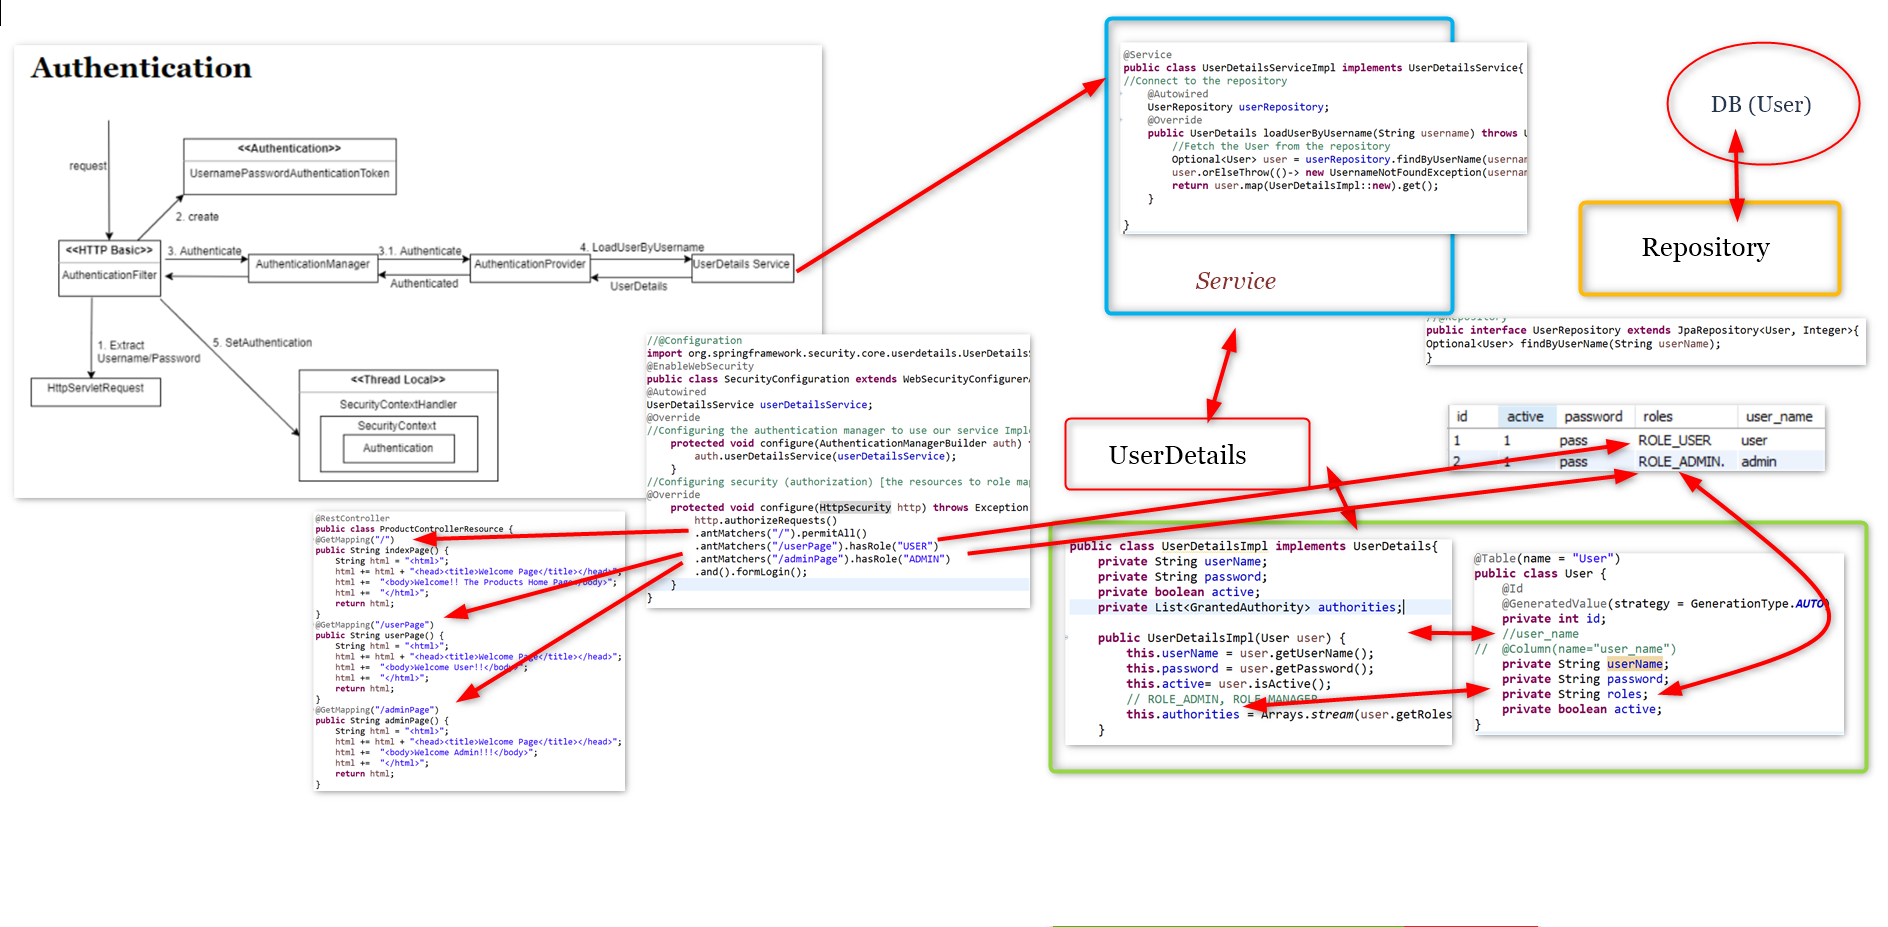 Authentication
request
<<Authentication>>
UsernamePasswordAuthenticationToken
2. create
<<HTTP Basic>>
AuthenticationFilter
3. Authenticate
AuthenticationManager
3.1. Authenticate
Authenticated
AuthenticationProvider
4. LoadUserByUsername
UserDetails
UserDetails Service
1. Extract
Username/Password
HttpServletRequest
5. SetAuthentication
<<Thread Local>>
SecurityContextHandler
SecurityContext
Authentication
@Service
public class UserDetailsServiceImpl implements UserDetailsService{
//Connect to the repository
@Autowired
UserRepository userRepository;
@Override
public UserDetails loadUserByUsername(String username) throws U
//Fetch the User from the repository
Optional<User> user = userRepository.findByUserName(usernam
user.orElseThrow(()-> new UsernameNotFoundException(usernam
return user.map(UserDetailsImpl::new).get();
}
}
Service
DB (User)
Repository
//@Repository
public interface UserRepository extends JpaRepository<User, Integer>{
Optional<User> findByUserName(String userName);
}
id active password roles user_name
1 1 pass ROLE_USER user
2 1 pass ROLE_ADMIN. admin
UserDetails
//@Configuration
import org.springframework.security.core.userdetails.UserDetailsS
@EnableWebSecurity
public class SecurityConfiguration extends WebSecurityConfigurerA
@Autowired
UserDetailsService userDetailsService;
@Override
//Configuring the authentication manager to use our service Imple
protected void configure(AuthenticationManagerBuilder auth) t
auth.userDetailsService(userDetailsService);
}
//Configuring security (authorization) [the resources to role map
@Override
protected void configure(HttpSecurity http) throws Exception
http.authorizeRequests()
.antMatchers("/").permitAll()
.antMatchers("/userPage").hasRole("USER")
.antMatchers("/adminPage").hasRole("ADMIN")
.and().formLogin();
}
}
@RestController
public class ProductControllerResource {
@GetMapping("/")
public String indexPage() {
String html = "<html>";
html += html + "<head><title>Welcome Page</title></head>";
html += "<body>Welcome!! The Products Home Page</body>";
html += "</html>";
return html;
}
@GetMapping("/userPage")
public String userPage() {
String html = "<html>";
html += html + "<head><title>Welcome Page</title></head>";
html += "<body>Welcome User!!</body>";
html += "</html>";
return html;
}
@GetMapping("/adminPage")
public String adminPage() {
String html = "<html>";
html += html + "<head><title>Welcome Page</title></head>";
html += "<body>Welcome Admin!!!</body>";
html += "</html>";
return html;
}
public class UserDetailsImpl implements UserDetails{
private String userName;
private String password;
private boolean active;
private List<GrantedAuthority> authorities;
public UserDetailsImpl(User user) {
this.userName = user.getUserName();
this.password = user.getPassword();
this.active= user.isActive();
// ROLE_ADMIN, ROLE_MANAGER
this.authorities = Arrays.stream(user.getRoles
}
@Table(name = "User")
public class User {
@Id
@GeneratedValue(strategy = GenerationType.AUTO)
private int id;
//user_name
// @Column(name="user_name")
private String userName;
private String password;
private String roles;
private boolean active;
}